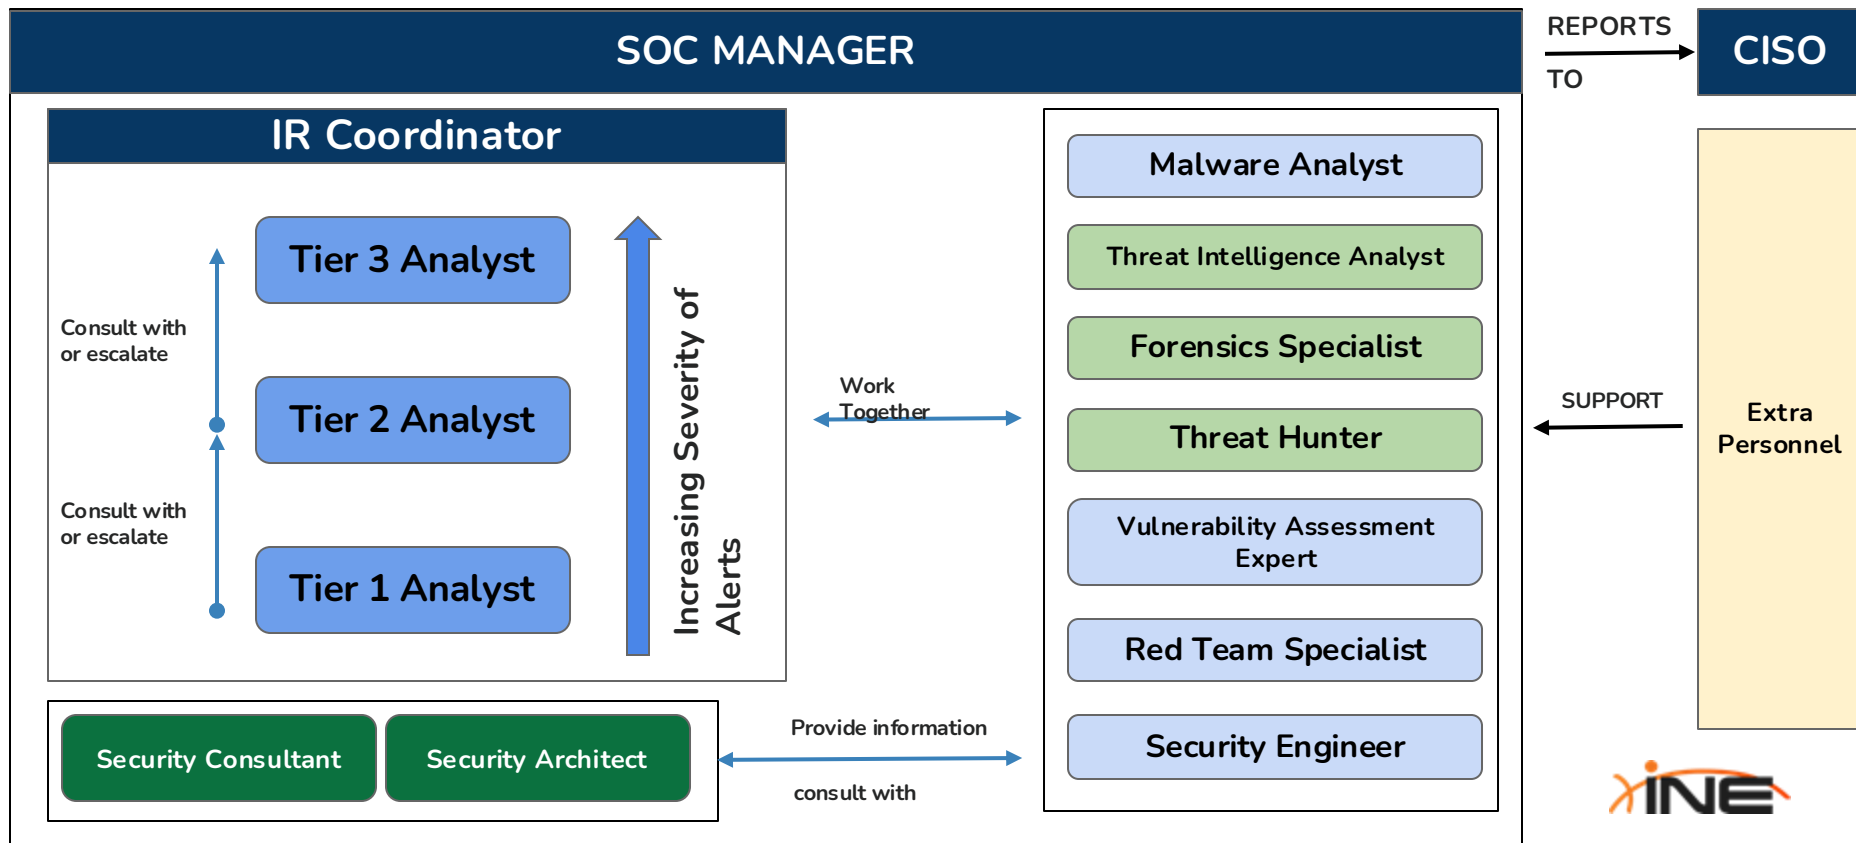 SOC MANAGER
REPORTS
TO
CISO
IR Coordinator
Tier 3 Analyst
Consult with
or escalate
Tier 2 Analyst
Consult with
or escalate
Tier 1 Analyst
Increasing Severity of
Alerts
Work
Together
Malware Analyst
Threat Intelligence Analyst
Forensics Specialist
Threat Hunter
Vulnerability Assessment
Expert
Red Team Specialist
Security Engineer
SUPPORT
Extra
Personnel
Security Consultant
Security Architect
Provide information
consult with
INE